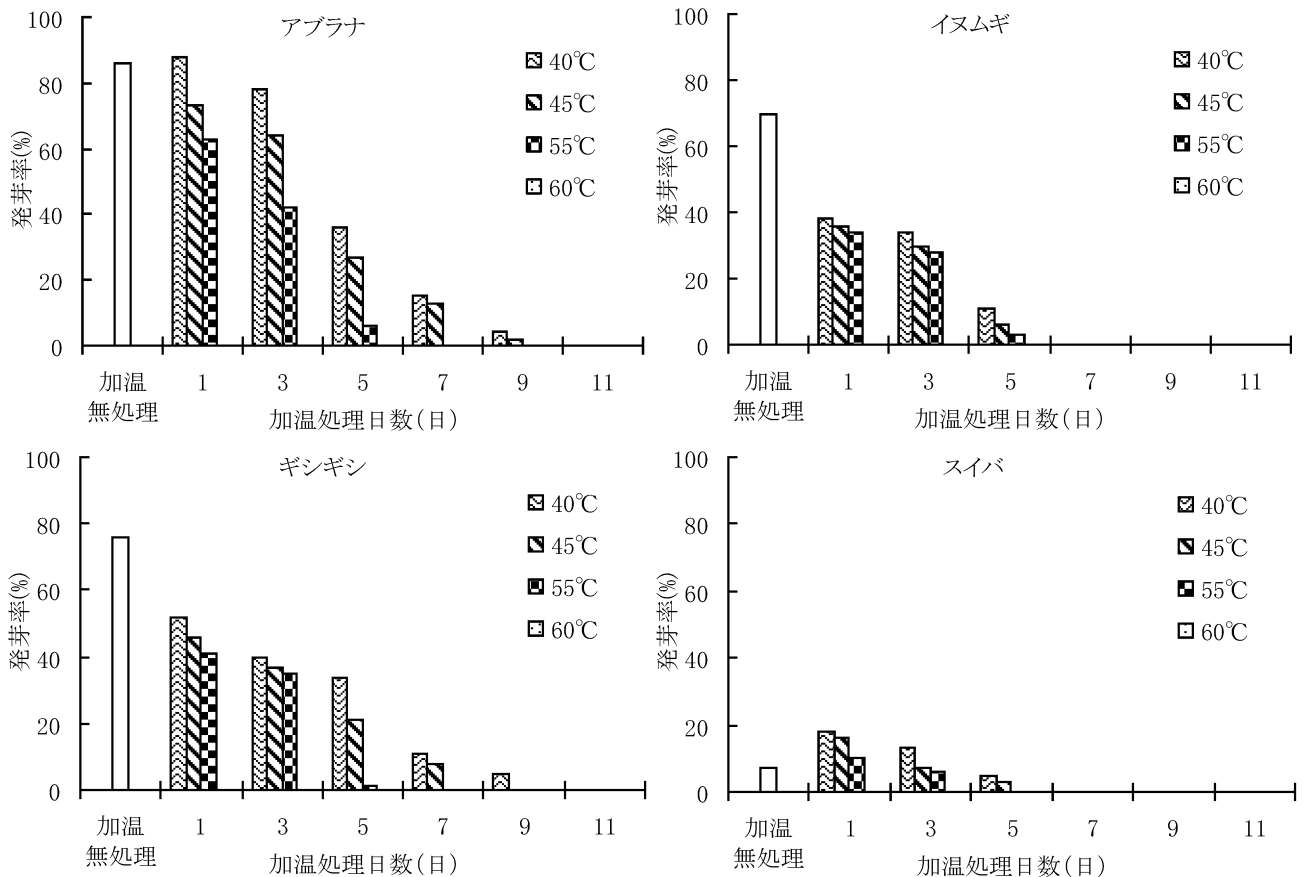 アブラナ
100
80
60
40
20
0
発芽率(%)
40℃
45℃
55℃
60℃
加温
無処理
1 3 5 7 9 11
加温処理日数(日)
イヌムギ
100
80
60
40
20
0
発芽率(%)
40℃
45℃
55℃
60℃
加温
無処理
1 3 5 7 9 11
加温処理日数(日)
ギシギシ
100
80
60
40
20
0
発芽率(%)
40℃
45℃
55℃
60℃
加温
無処理
1 3 5 7 9 11
加温処理日数(日)
スイバ
100
80
60
40
20
0
発芽率(%)
40℃
45℃
55℃
60℃
加温
無処理
1 3 5 7 9 11
加温処理日数(日)